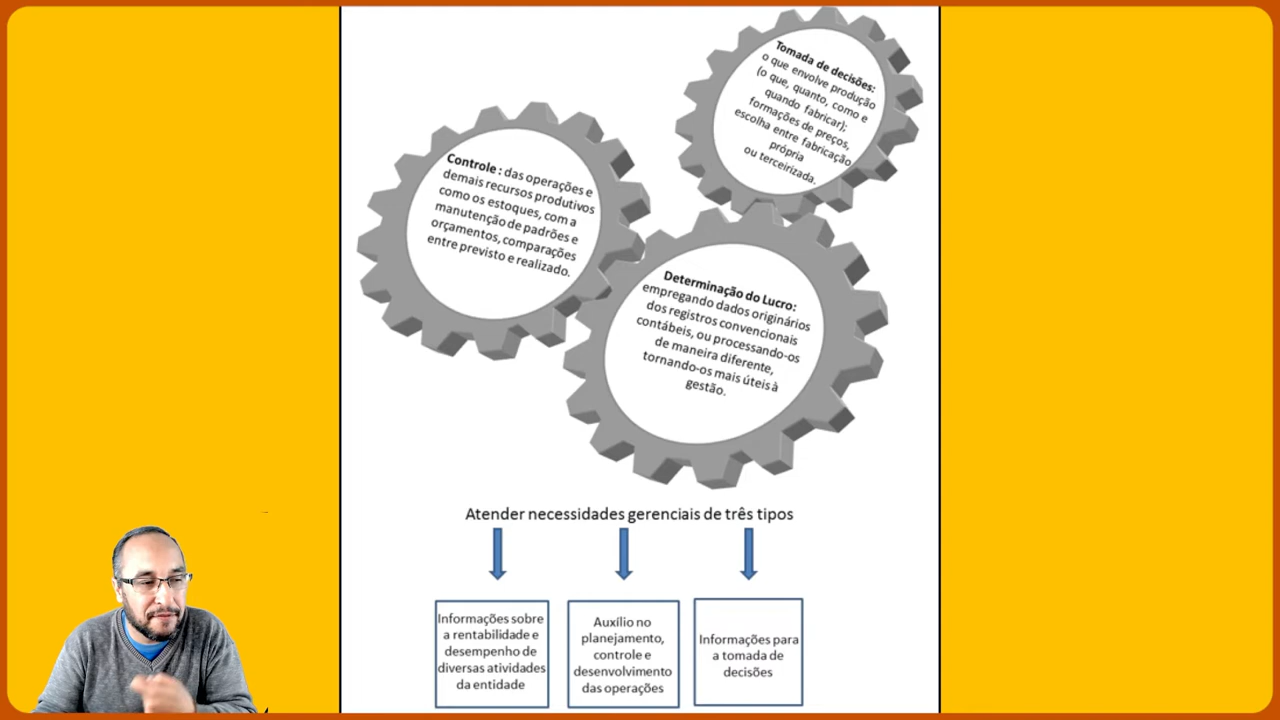 Tomada de decisões:
o que envolve produção
(o que, quanto, como e
quando fabricar);
formações de preços,
escolha entre fabricação
própria
ou terceirizada.
Controle : das operações e
demais recursos produtivos
como os estoques, com a
manutenção de padrões e
orçamentos, comparações
entre previsto e realizado.
Determinação do Lucro:
empregando dados originários
dos registros convencionais
contábeis, ou processando-os
de maneira diferente,
tornando-os mais úteis à
gestão.
Atender necessidades gerenciais de três tipos
Informações sobre
a rentabilidade e
desempenho de
diversas atividades
da entidade
Auxílio no
planejamento,
controle e
desenvolvimento
das operações
Informações para
a tomada de
decisões